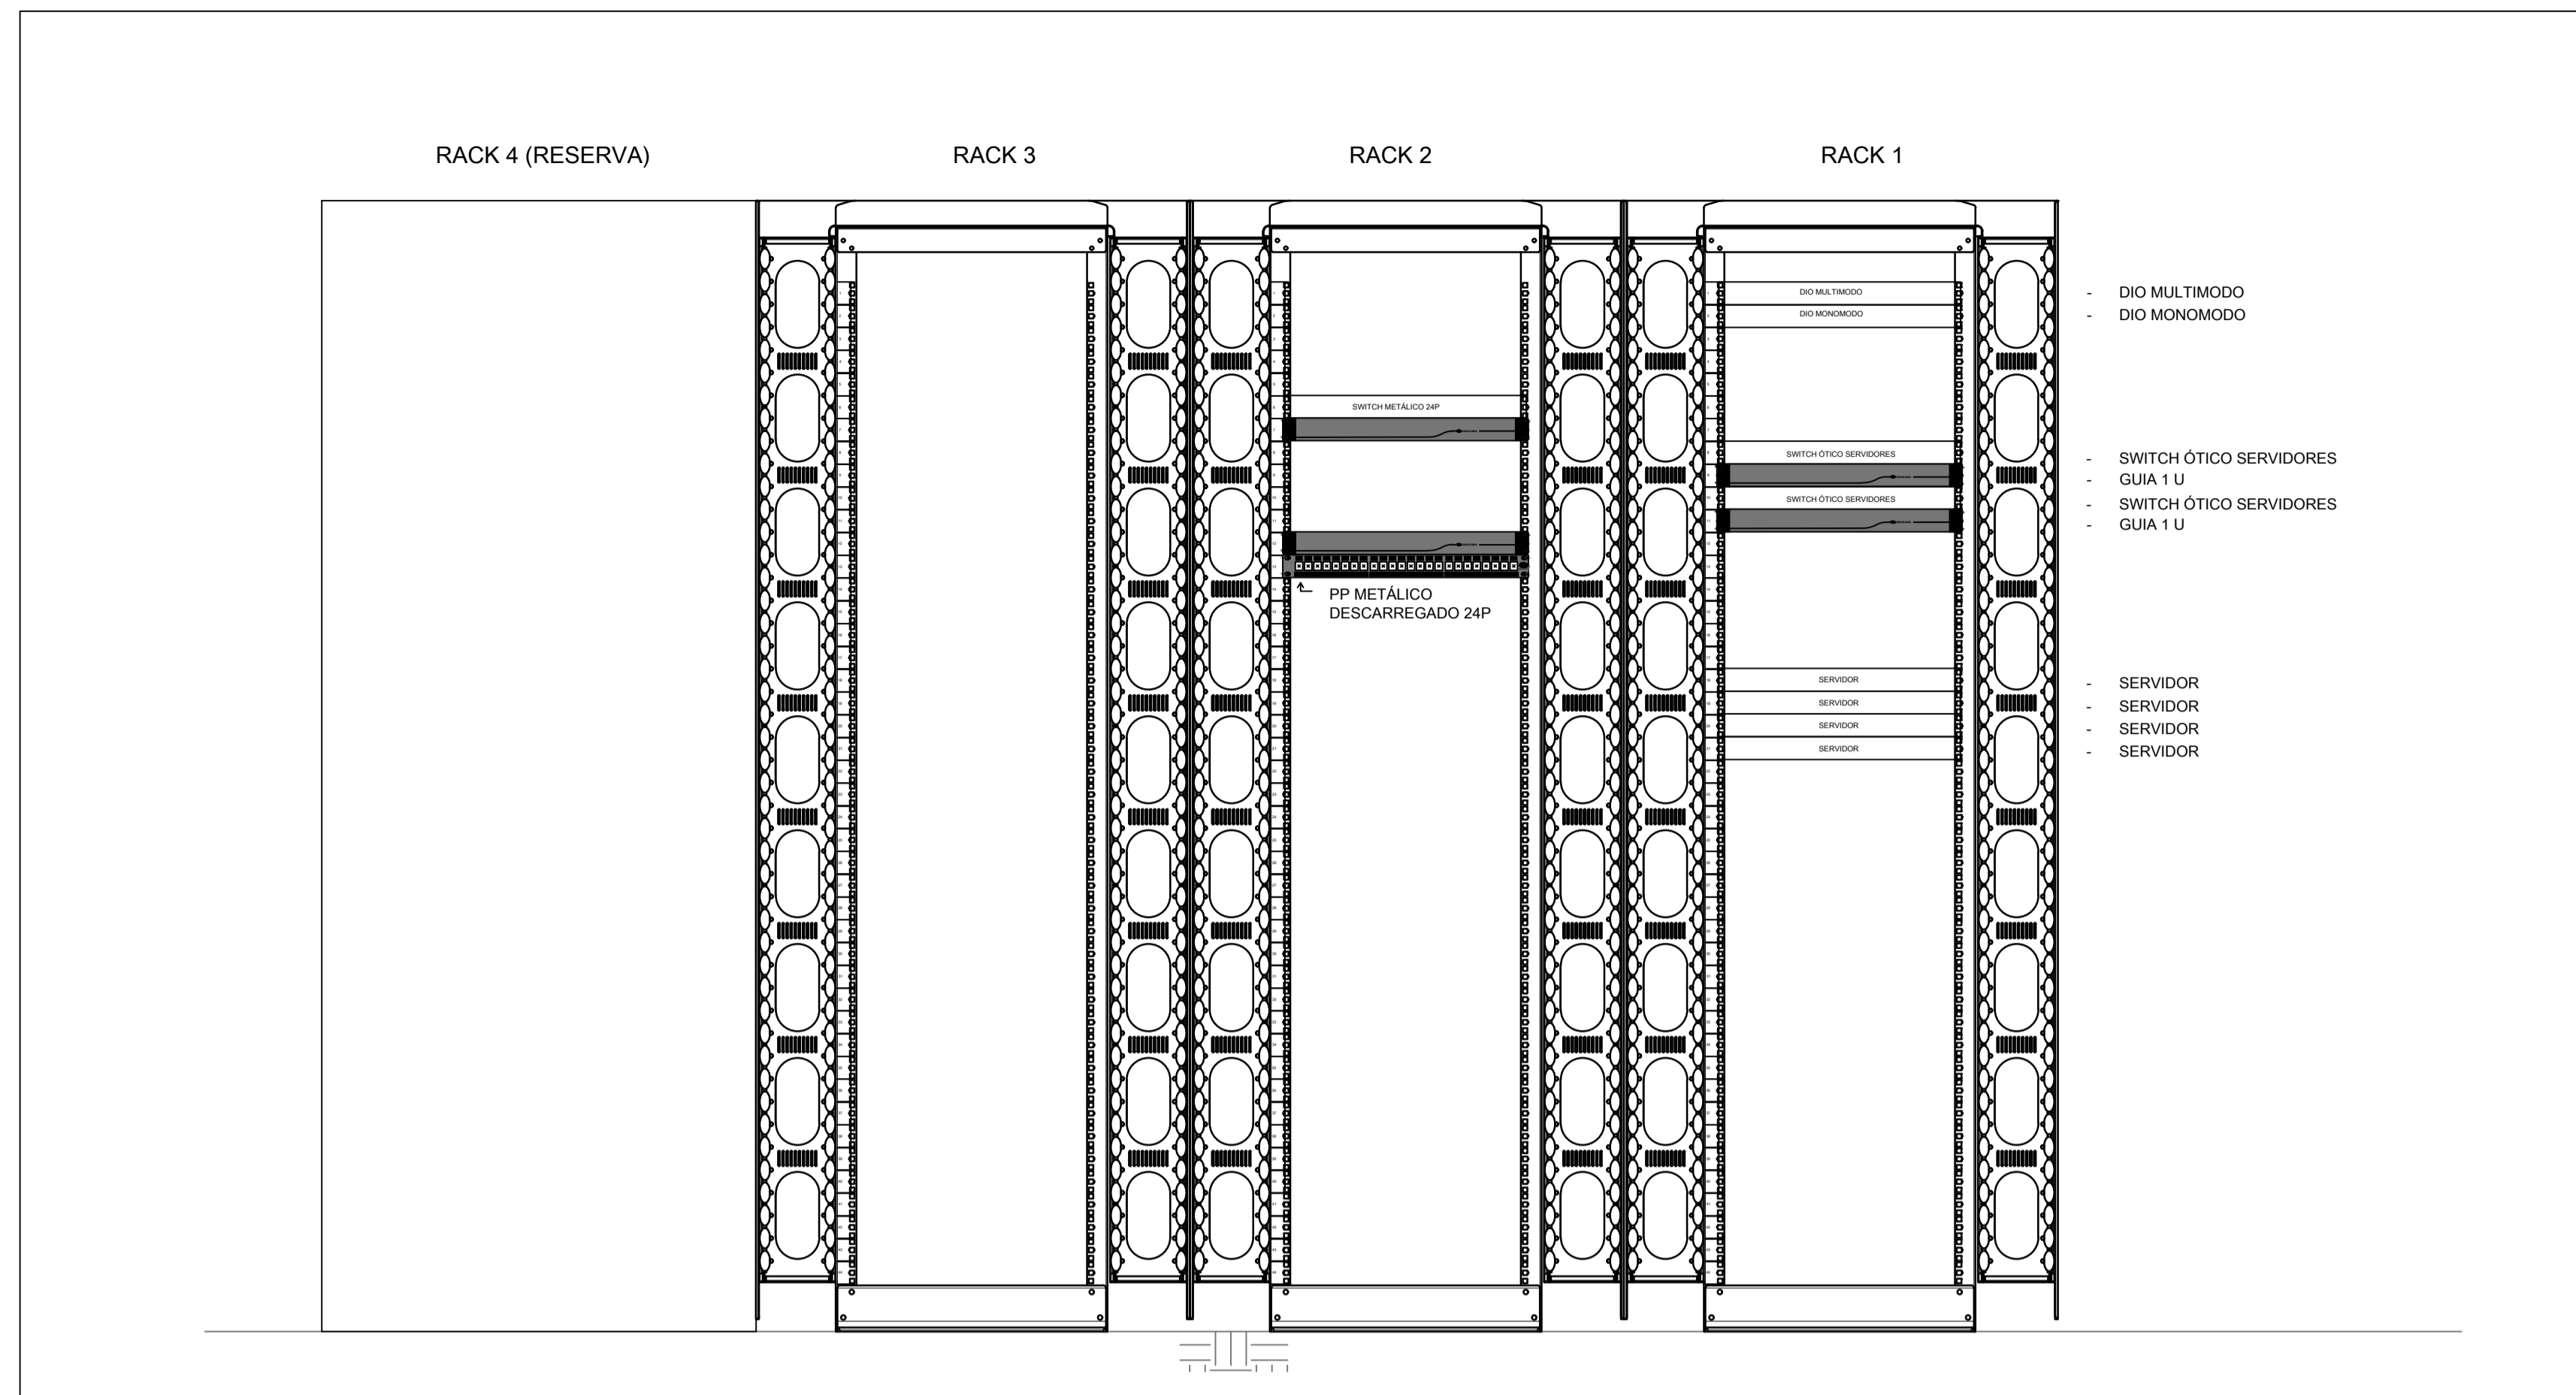 RACK 4 (RESERVA)
RACK 3
RACK 2
RACK 1
SWITCH METÁLICO 24P
PP METÁLICO
DESCARREGADO 24P
DIO MULTIMODO
DIO MONOMODO
SWITCH ÓTICO SERVIDORES
SWITCH ÓTICO SERVIDORES
SERVIDOR
SERVIDOR
SERVIDOR
SERVIDOR
- DIO MULTIMODO
- DIO MONOMODO
- SWITCH ÓTICO SERVIDORES
- GUIA 1 U
- SWITCH ÓTICO SERVIDORES
- GUIA 1 U
- SERVIDOR
- SERVIDOR
- SERVIDOR
- SERVIDOR